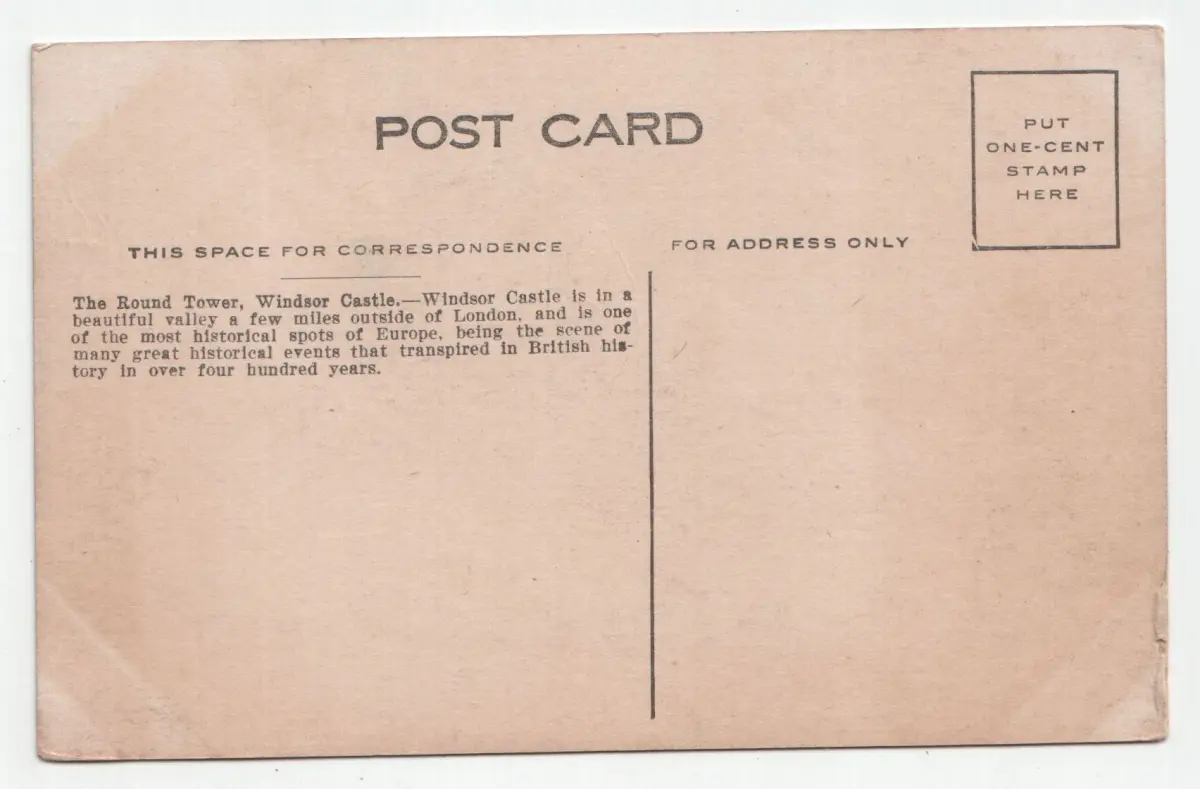 POST CARD
PUT
ONE-CENT
STAMP
HERE
THIS SPACE FOR CORRESPONDENCE
FOR ADDRESS ONLY
The Round Tower, Windsor Castle.—Windsor Castle is in a
beautiful valley a few miles outside of London, and is one
of the most historical spots of Europe, being the scene of
many great historical events that transpired in British his-
tory in over four hundred years.